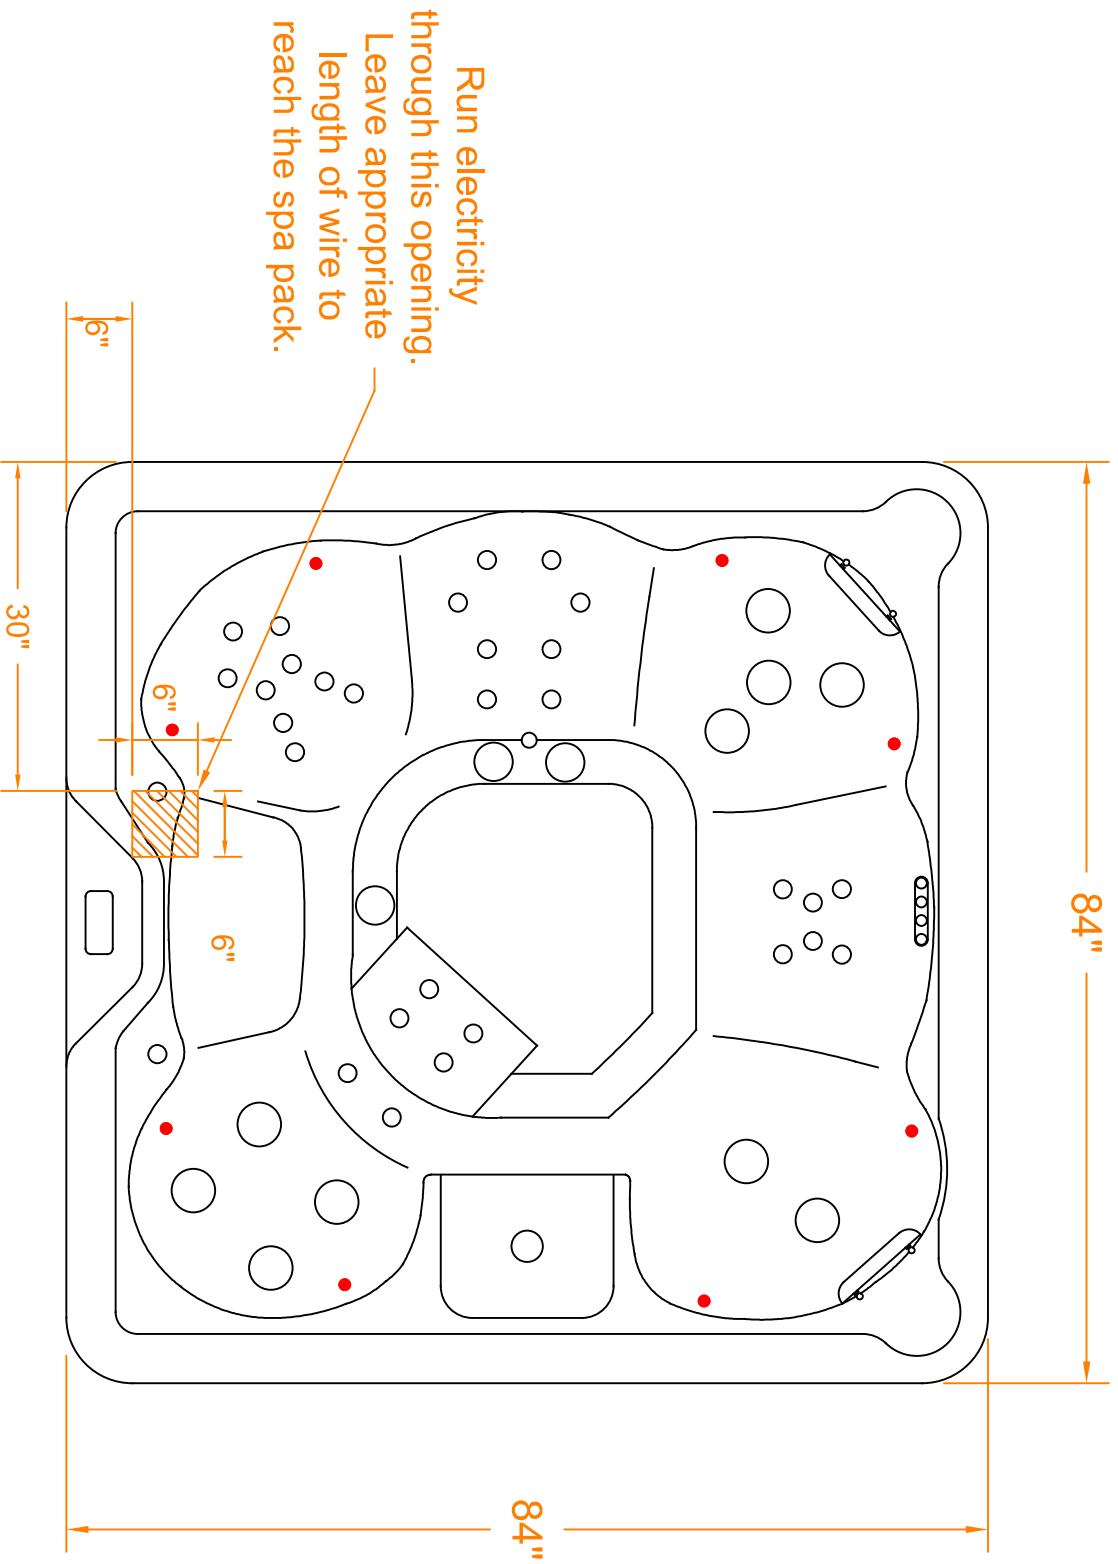 Run electricity
through this opening.
Leave appropriate
length of wire to
reach the spa pack.
6"
30"
6"
6"
84"
84"